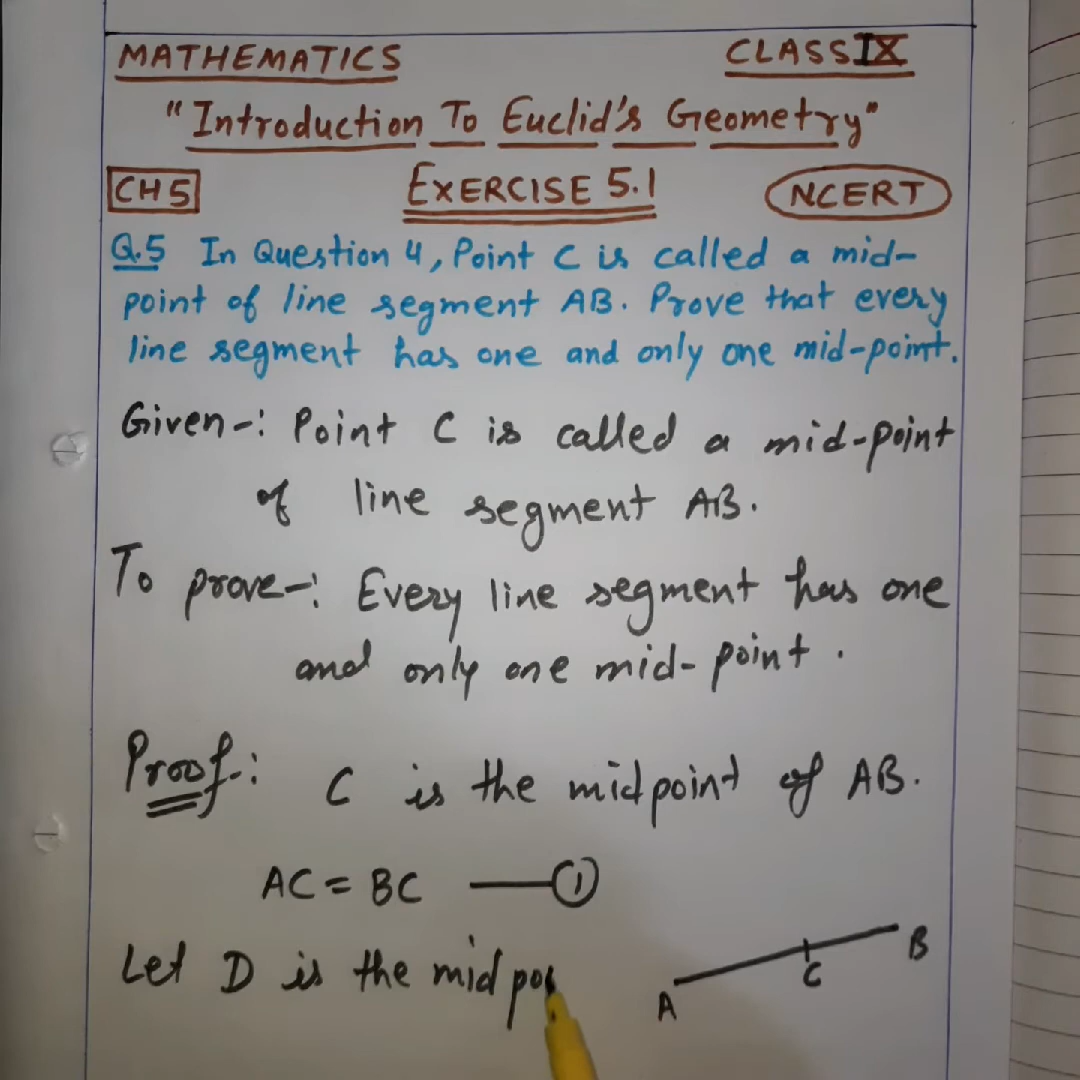 MATHEMATICS CLASS IX
"Introduction To Euclid's Geometry"
CH 5 EXERCISE 5.1 NCERT
Q.5 In Question 4, Point C is called a mid-
point of line segment AB. Prove that every
line segment has one and only one mid-point.
Given-: Point C is called a mid-point
of line segment AB.
To prove-: Every line segment has one
and only one mid-point.
Proof-: C is the midpoint of AB.
AC = BC ——①
Let D is the midpoi
A C B